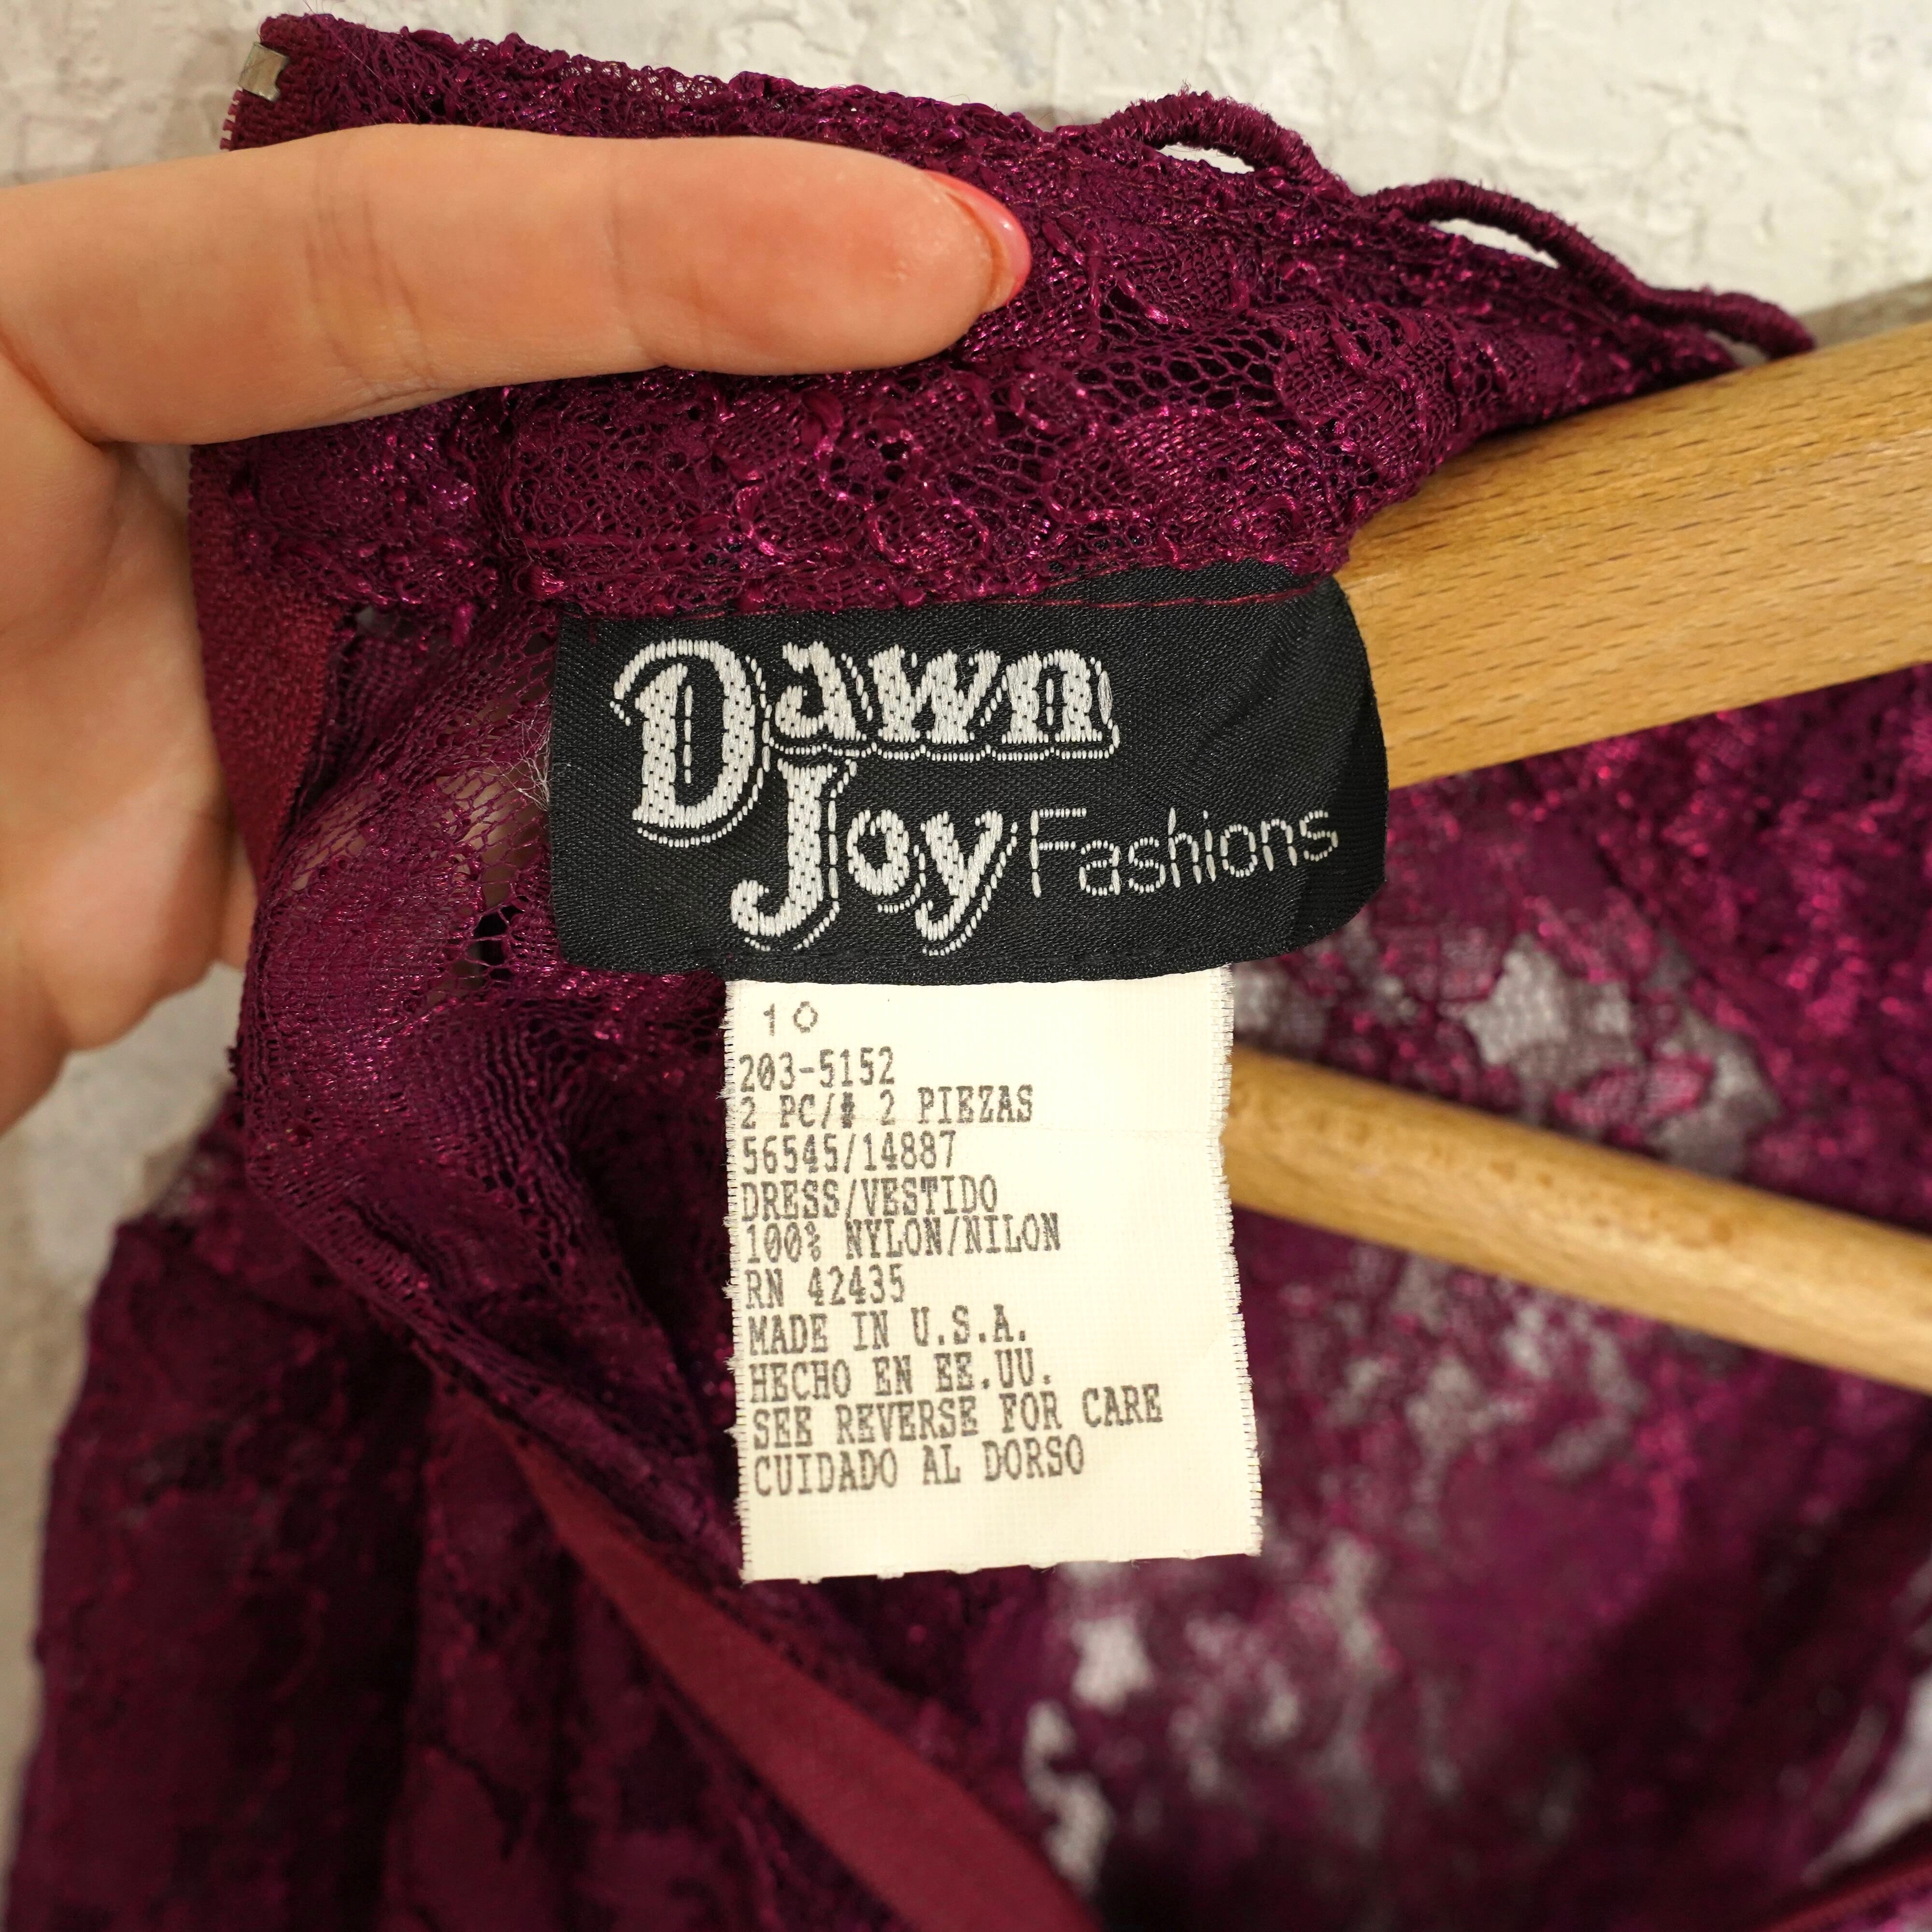 Dawn
Joy Fashions
10
203-5152
2 PC/# 2 PIEZAS
56545/14887
DRESS/VESTIDO
100% NYLON/NILON
RN 42435
MADE IN U.S.A.
HECHO EN EE.UU.
SEE REVERSE FOR CARE
CUIDADO AL DORSO